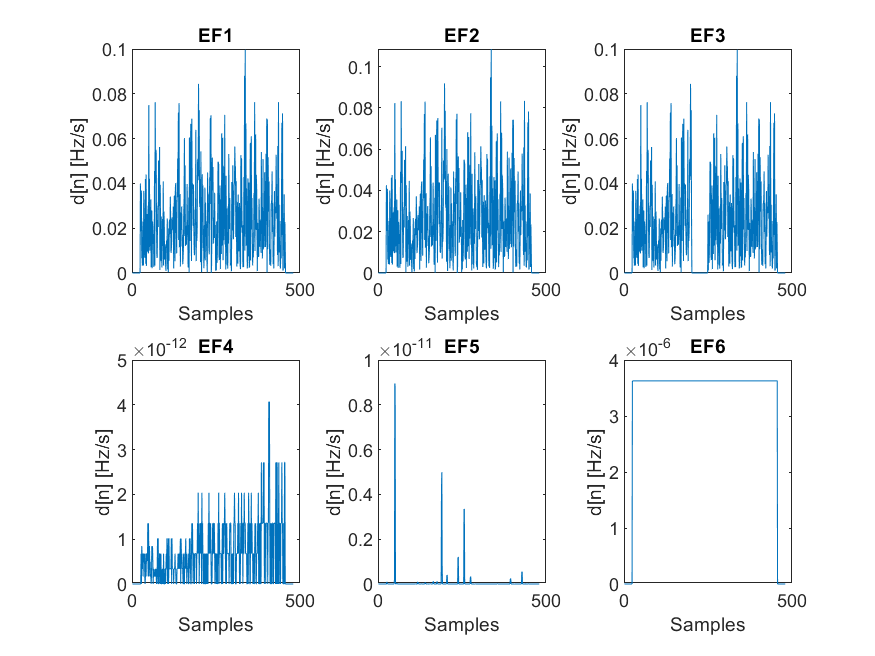 EF1
d[n] [Hz/s]
0.1
0.08
0.06
0.04
0.02
0
0 500
Samples
EF2
d[n] [Hz/s]
0.1
0.08
0.06
0.04
0.02
0
0 500
Samples
EF3
d[n] [Hz/s]
0.1
0.08
0.06
0.04
0.02
0
0 500
Samples
×10-12 EF4
d[n] [Hz/s]
5
4
3
2
1
0
0 500
Samples
×10-11 EF5
d[n] [Hz/s]
1
0.8
0.6
0.4
0.2
0
0 500
Samples
×10-6 EF6
d[n] [Hz/s]
4
3
2
1
0
0 500
Samples